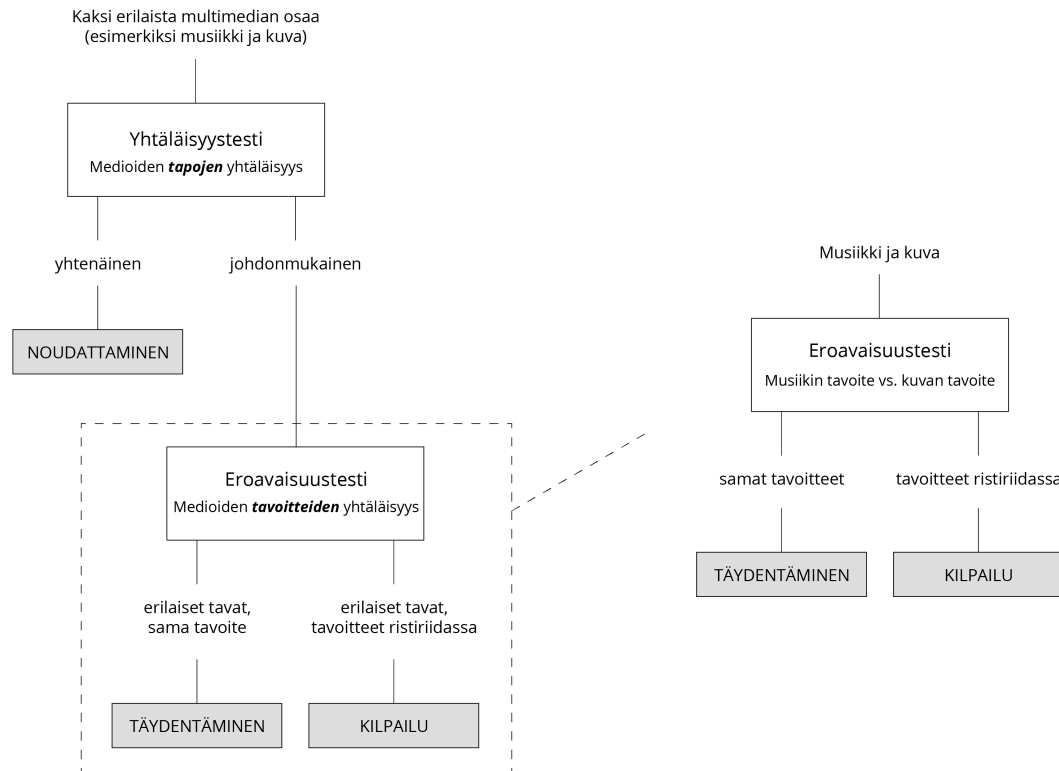 Kaksi erilaista multimedian osaa
(esimerkiksi musiikki ja kuva)
Yhtäläisyystesti
Medioiden tapojen yhtäläisyys
yhtenäinen
johdonmukainen
NOUDATTAMINEN
Eroavaisuustesti
Medioiden tavoitteiden yhtäläisyys
erilaiset tavat,
sama tavoite
erilaiset tavat,
tavoitteet ristiriidassa
TÄYDENTÄMINEN
KILPAILU
Musiikki ja kuva
Eroavaisuustesti
Musiikin tavoite vs. kuvan tavoite
samat tavoitteet
tavoitteet ristiriidassa
TÄYDENTÄMINEN
KILPAILU